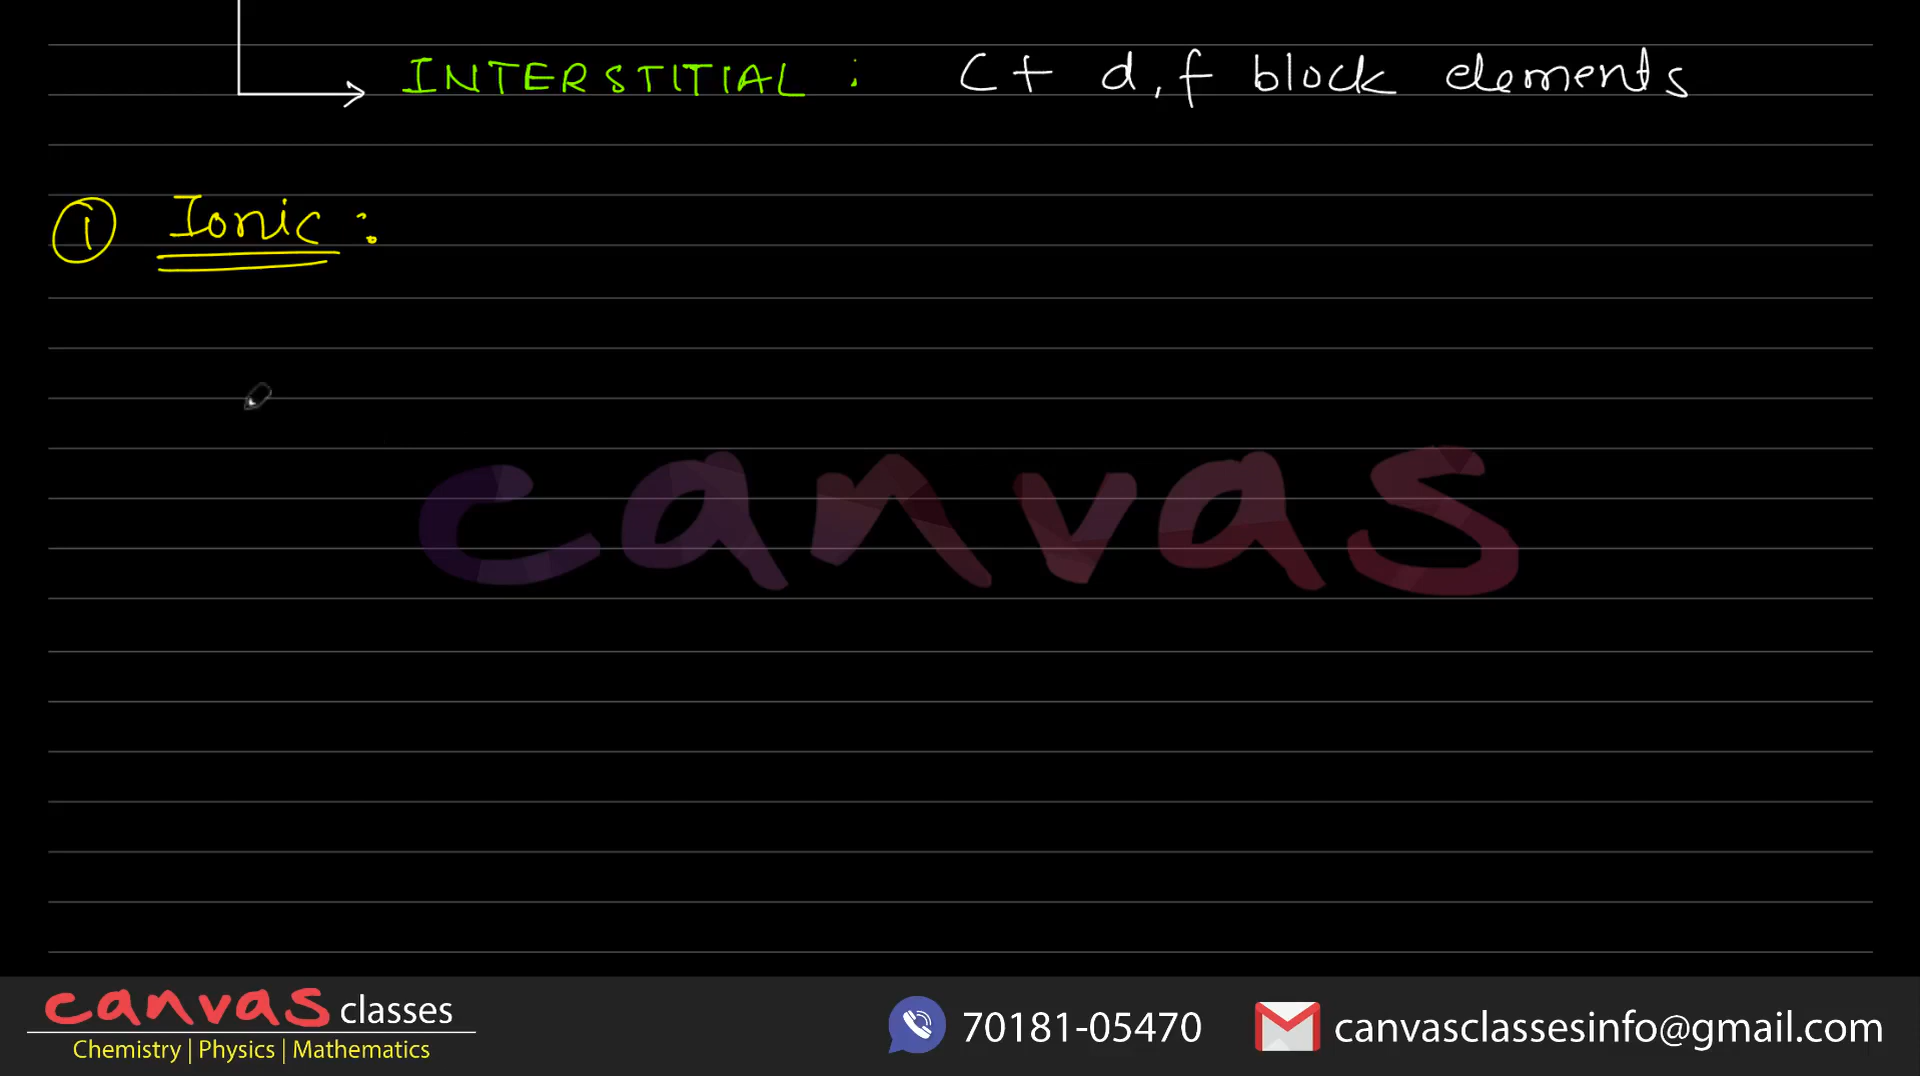 INTERSTITIAL : C + d, f block elements
① Ionic :
canvas
canvas classes
Chemistry | Physics | Mathematics
70181-05470
canvasclassesinfo@gmail.com